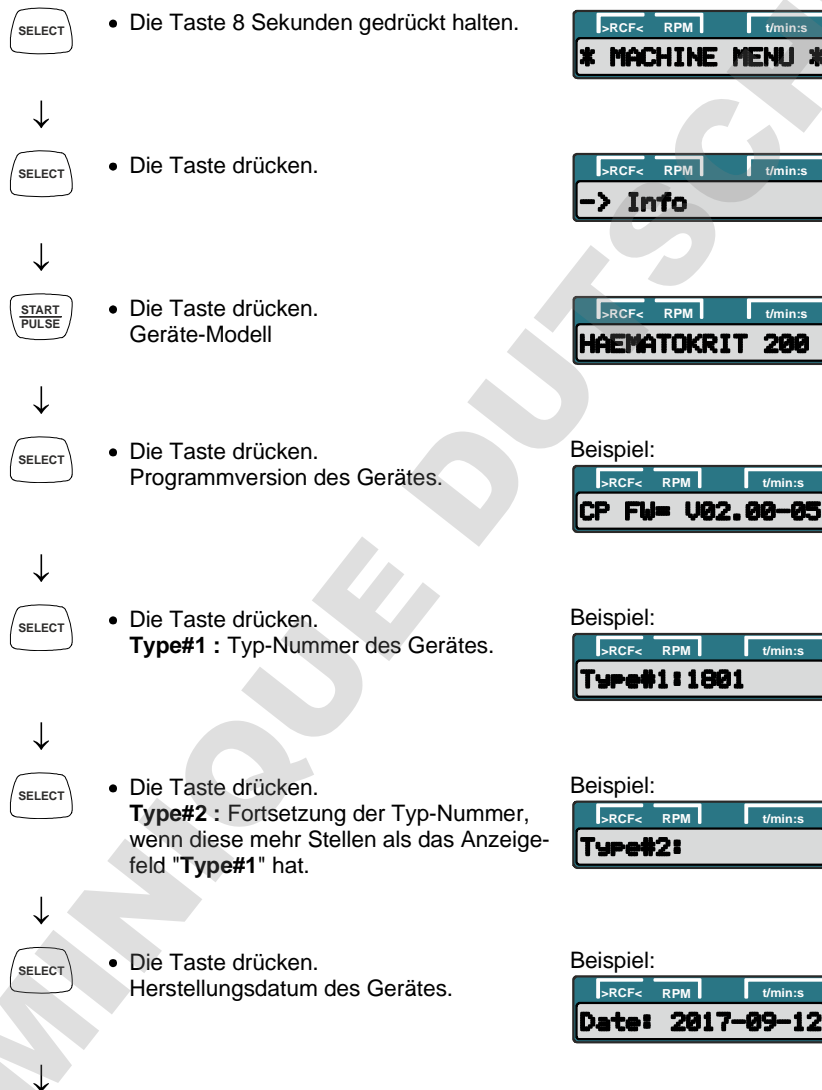 SELECT
• Die Taste 8 Sekunden gedrückt halten.
>RCF< RPM t/min:s
* MACHINE MENU *
↓
SELECT
• Die Taste drücken.
>RCF< RPM t/min:s
-> Info
↓
START
PULSE
• Die Taste drücken.
Geräte-Modell
>RCF< RPM t/min:s
HAEMATOKRIT 200
↓
SELECT
• Die Taste drücken.
Programmversion des Gerätes.
Beispiel:
>RCF< RPM t/min:s
CP FW= V02.00-05
↓
SELECT
• Die Taste drücken.
Type#1 : Typ-Nummer des Gerätes.
Beispiel:
>RCF< RPM t/min:s
Type#1:1801
↓
SELECT
• Die Taste drücken.
Type#2 : Fortsetzung der Typ-Nummer,
wenn diese mehr Stellen als das Anzeige-
feld "Type#1" hat.
Beispiel:
>RCF< RPM t/min:s
Type#2:
↓
SELECT
• Die Taste drücken.
Herstellungsdatum des Gerätes.
Beispiel:
>RCF< RPM t/min:s
Date: 2017-09-12
↓
MINIQUE DUTSCH